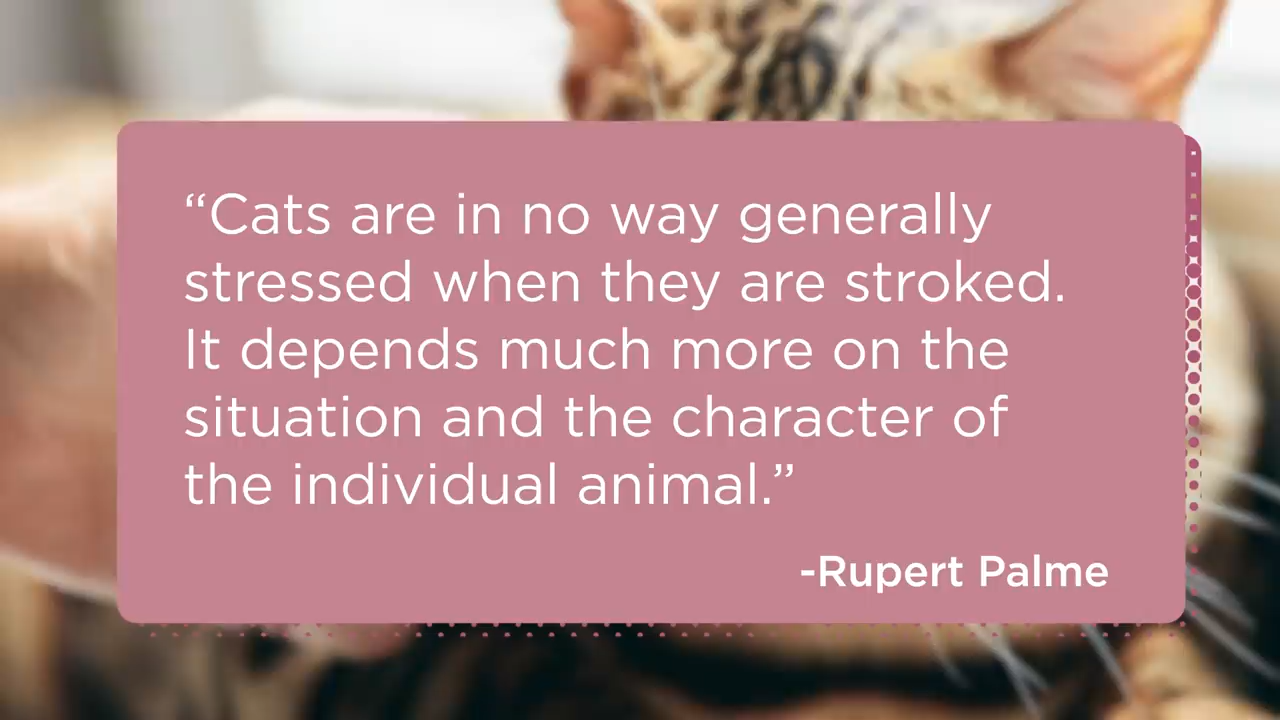 “Cats are in no way generally
stressed when they are stroked.
It depends much more on the
situation and the character of
the individual animal.”
-Rupert Palme